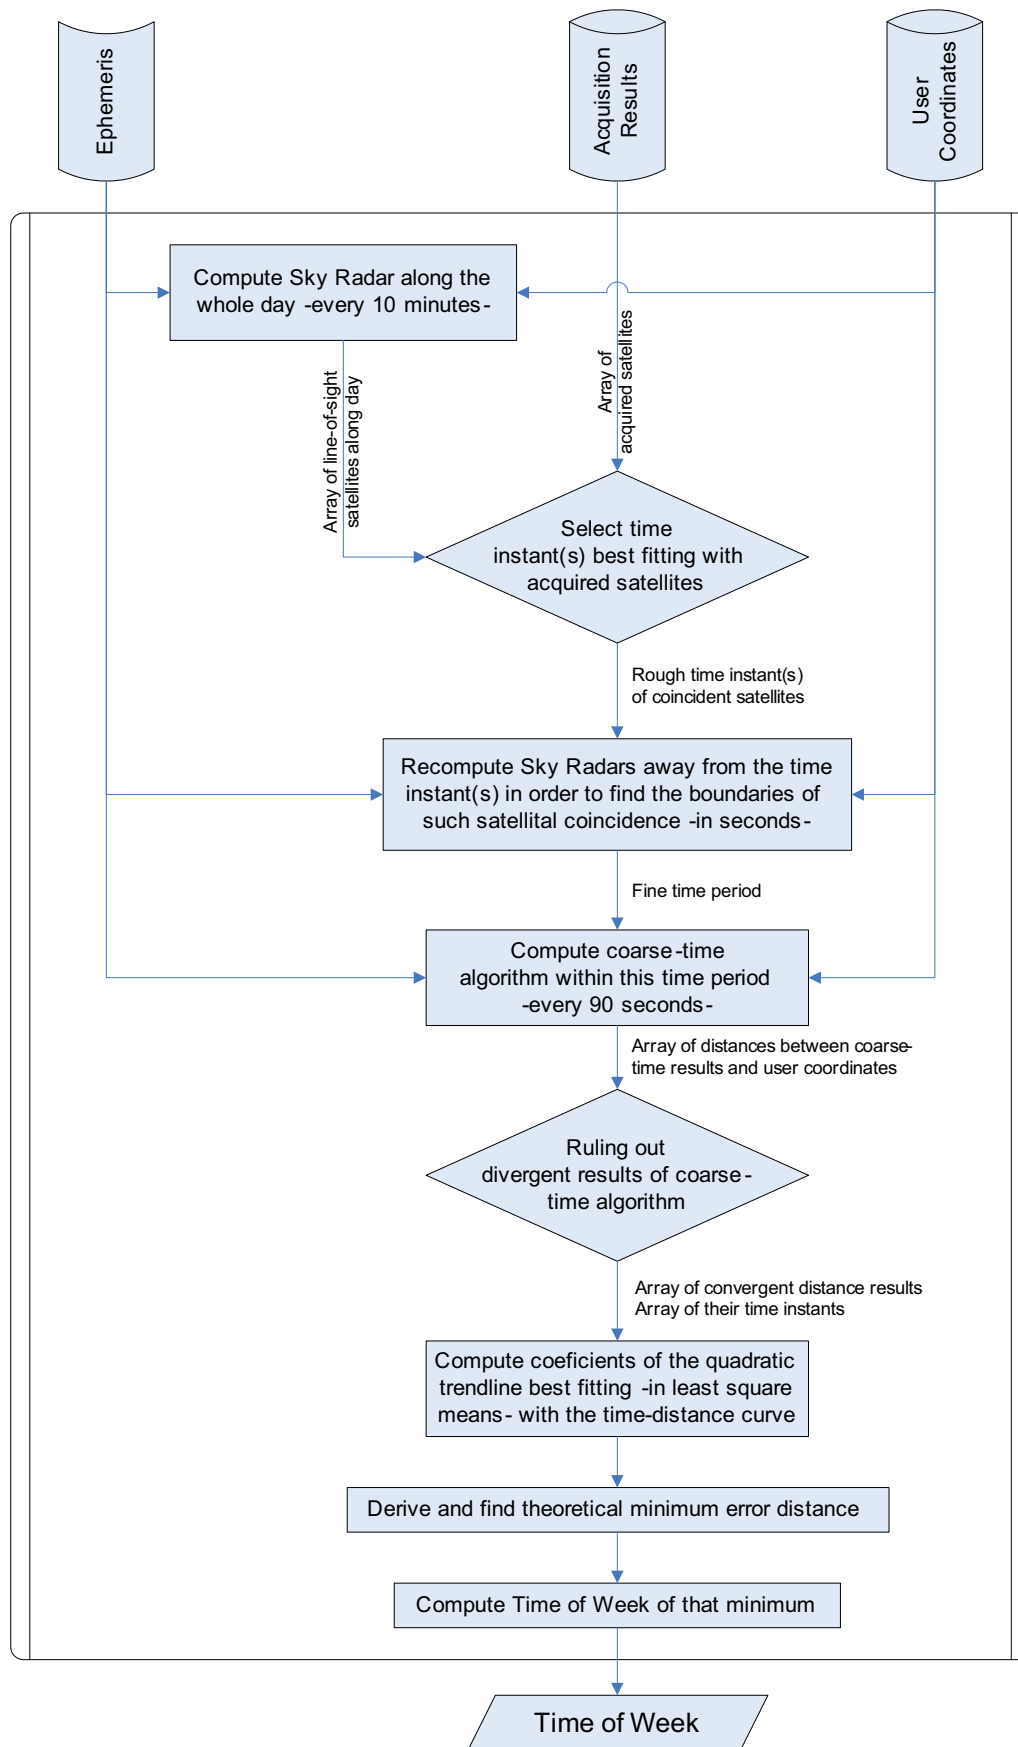 Ephemeris
Acquisition
Results
User
Coordinates
Compute Sky Radar along the
whole day -every 10 minutes-
Array of line-of-sight
satellites along day
Array of
acquired satellites
Select time
instant(s) best fitting with
acquired satellites
Rough time instant(s)
of coincident satellites
Recompute Sky Radars away from the time
instant(s) in order to find the boundaries of
such satellital coincidence -in seconds-
Fine time period
Compute coarse-time
algorithm within this time period
-every 90 seconds-
Array of distances between coarse-
time results and user coordinates
Ruling out
divergent results of coarse-
time algorithm
Array of convergent distance results
Array of their time instants
Compute coeficients of the quadratic
trendline best fitting -in least square
means- with the time-distance curve
Derive and find theoretical minimum error distance
Compute Time of Week of that minimum
Time of Week